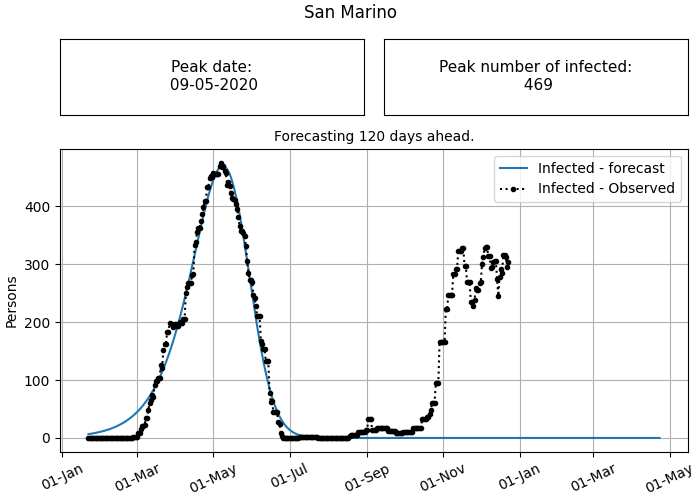 San Marino
Peak date:
09-05-2020
Peak number of infected:
469
Forecasting 120 days ahead.
Infected - forecast
Infected - Observed
Persons
400
300
200
100
0
01-Jan
01-Mar
01-May
01-Jul
01-Sep
01-Nov
01-Jan
01-Mar
01-May